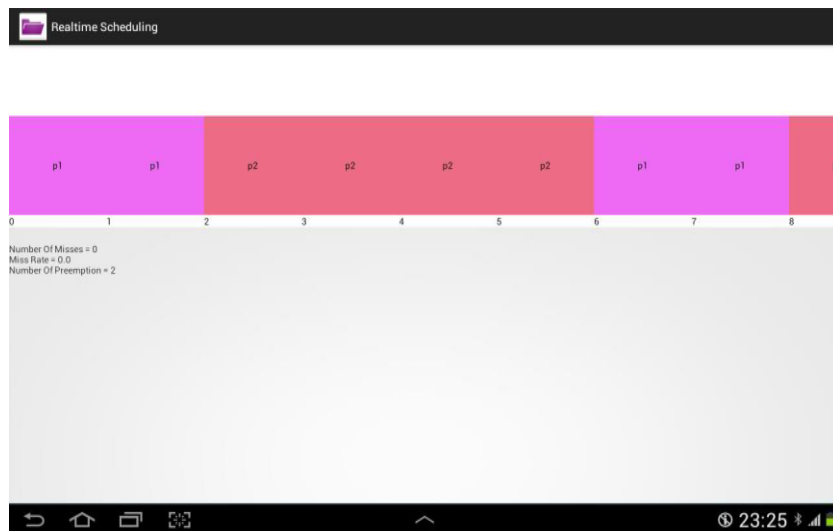 Realtime Scheduling
p1 p1 p2 p2 p2 p2 p1 p1
0 1 2 3 4 5 6 7 8
Number Of Misses = 0
Miss Rate = 0.0
Number Of Preemption = 2
23:25